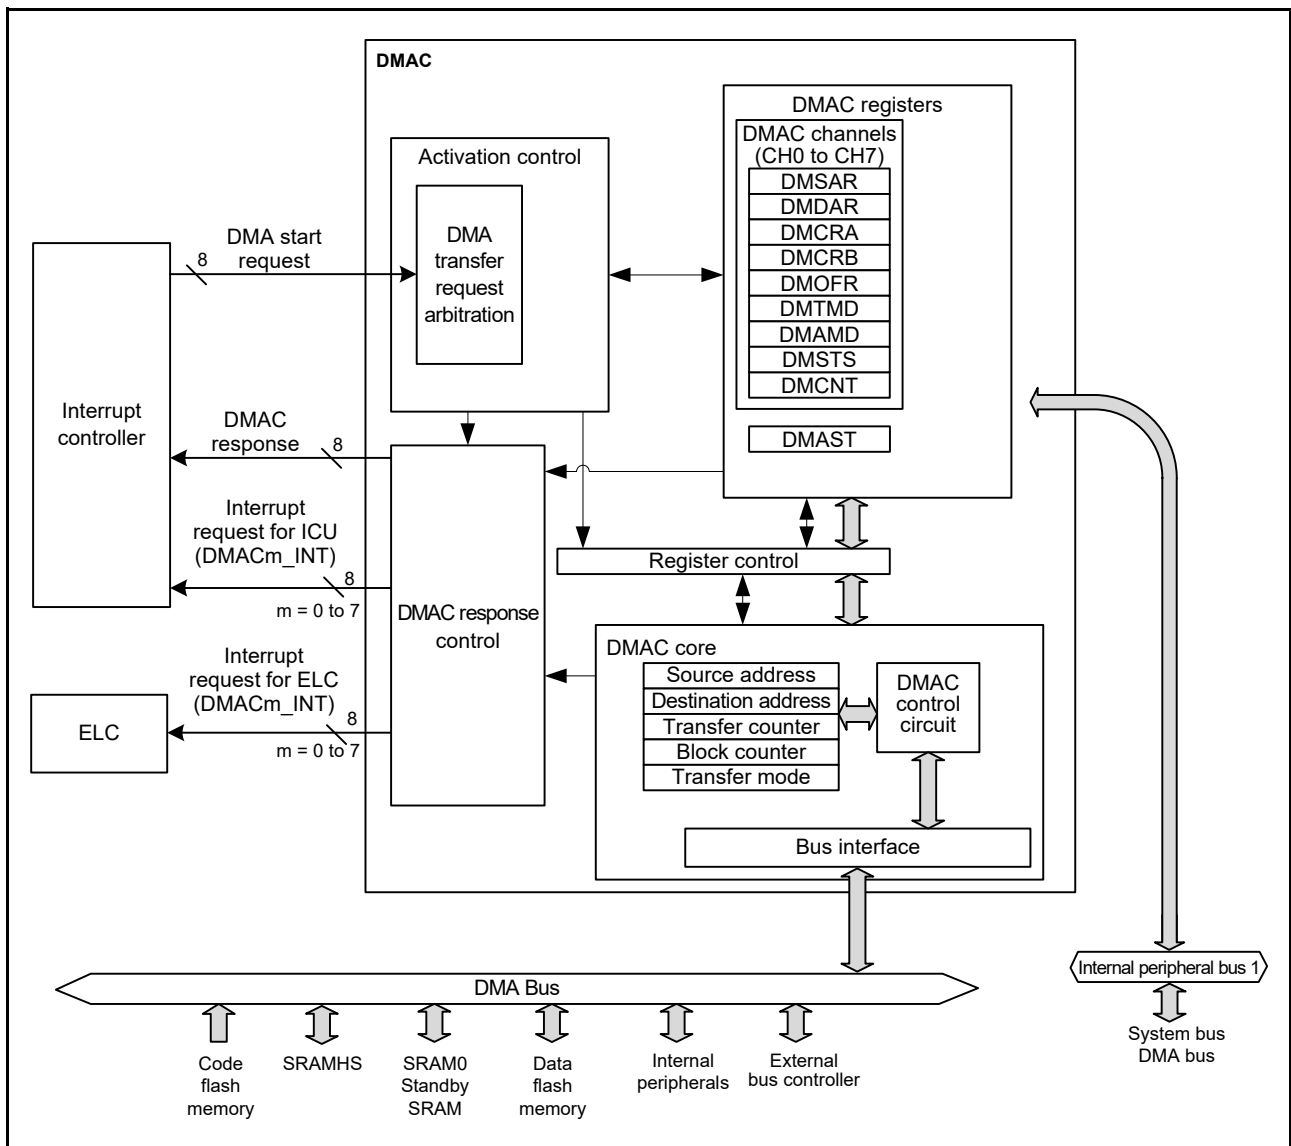 DMAC
DMAC registers
DMAC channels
(CH0 to CH7)
DMSAR
DMDAR
DMCRA
DMCRB
DMOFR
DMTMD
DMAMD
DMSTS
DMCNT
DMAST
Activation control
DMA
transfer
request
arbitration
DMA start
request
8
Interrupt
controller
DMAC
response
8
Interrupt
request for ICU
(DMACm_INT)
8
m = 0 to 7
DMAC response
control
Register control
Interrupt
request for ELC
(DMACm_INT)
8
m = 0 to 7
ELC
DMAC core
Source address
Destination address
Transfer counter
Block counter
Transfer mode
DMAC
control
circuit
Bus interface
Internal peripheral bus 1
System bus
DMA bus
DMA Bus
Code
flash
memory
SRAMHS
SRAM0
Standby
SRAM
Data
flash
memory
Internal
peripherals
External
bus controller